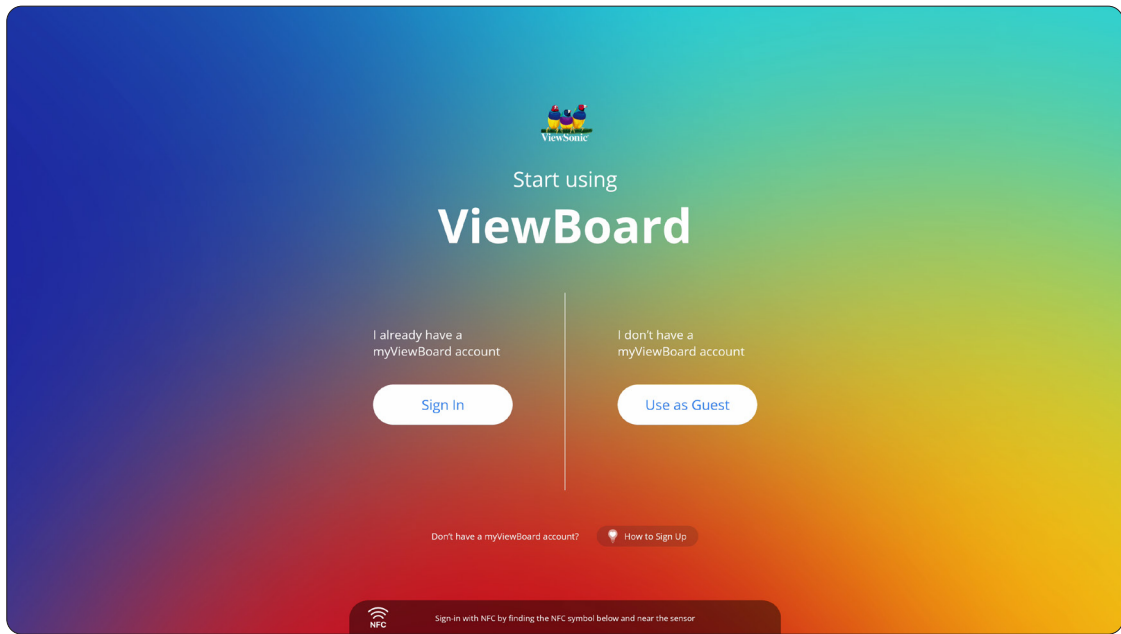 ViewSonic
Start using
ViewBoard
I already have a
myViewBoard account
Sign In
I don't have a
myViewBoard account
Use as Guest
Don't have a myViewBoard account?
How to Sign Up
NFC
Sign-in with NFC by finding the NFC symbol below and near the sensor